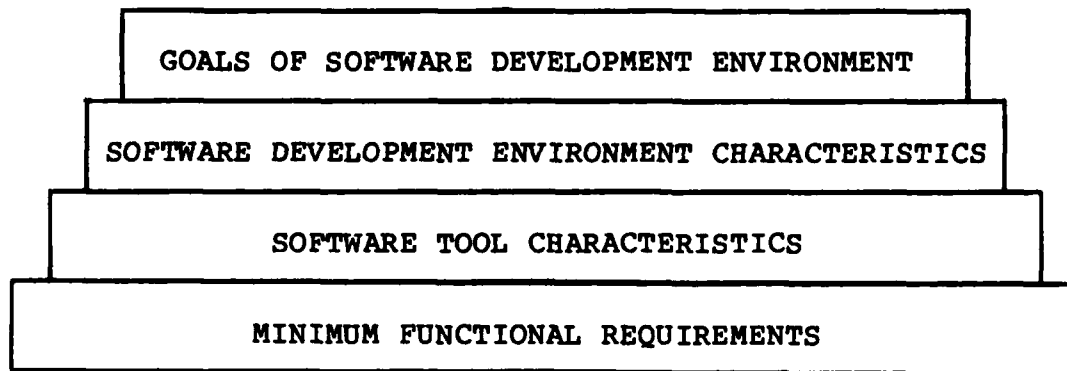 GOALS OF SOFTWARE DEVELOPMENT ENVIRONMENT
SOFTWARE DEVELOPMENT ENVIRONMENT CHARACTERISTICS
SOFTWARE TOOL CHARACTERISTICS
MINIMUM FUNCTIONAL REQUIREMENTS